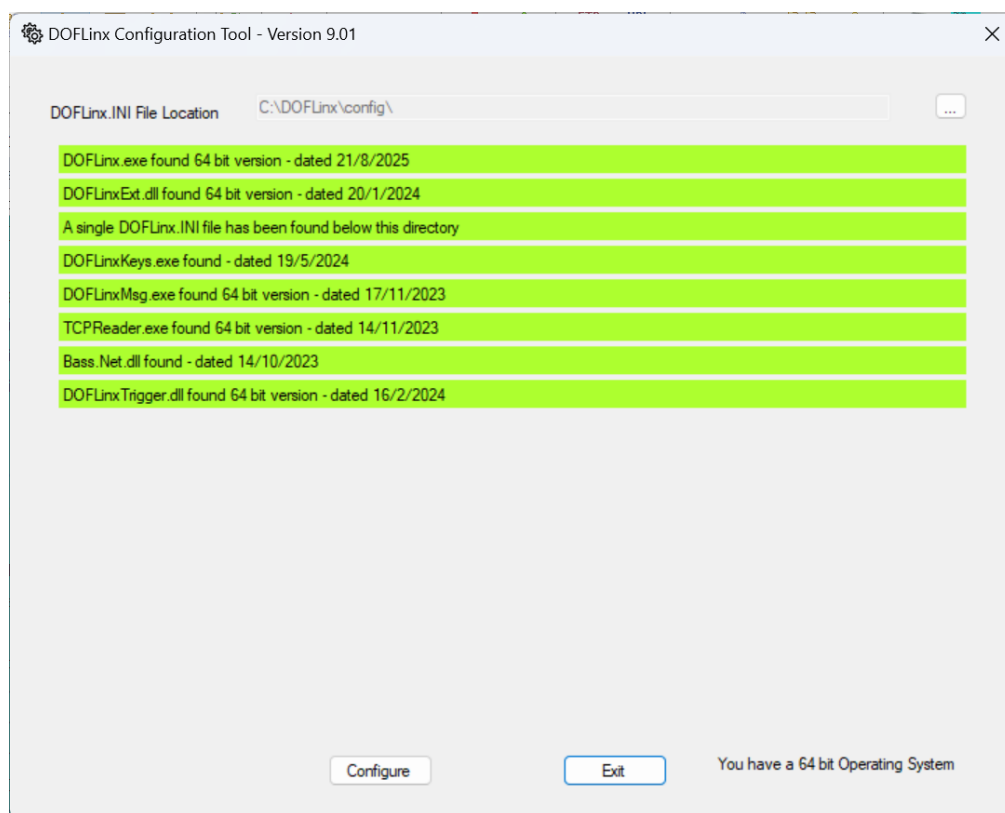 DOFLinx Configuration Tool - Version 9.01
DOFLinx.INI File Location
C:\DOFLinx\config\
...
DOFLinx.exe found 64 bit version - dated 21/8/2025
DOFLinxExt.dll found 64 bit version - dated 20/1/2024
A single DOFLinx.INI file has been found below this directory
DOFLinxKeys.exe found - dated 19/5/2024
DOFLinxMsg.exe found 64 bit version - dated 17/11/2023
TCPReader.exe found 64 bit version - dated 14/11/2023
Bass.Net.dll found - dated 14/10/2023
DOFLinxTrigger.dll found 64 bit version - dated 16/2/2024
Configure
Exit
You have a 64 bit Operating System